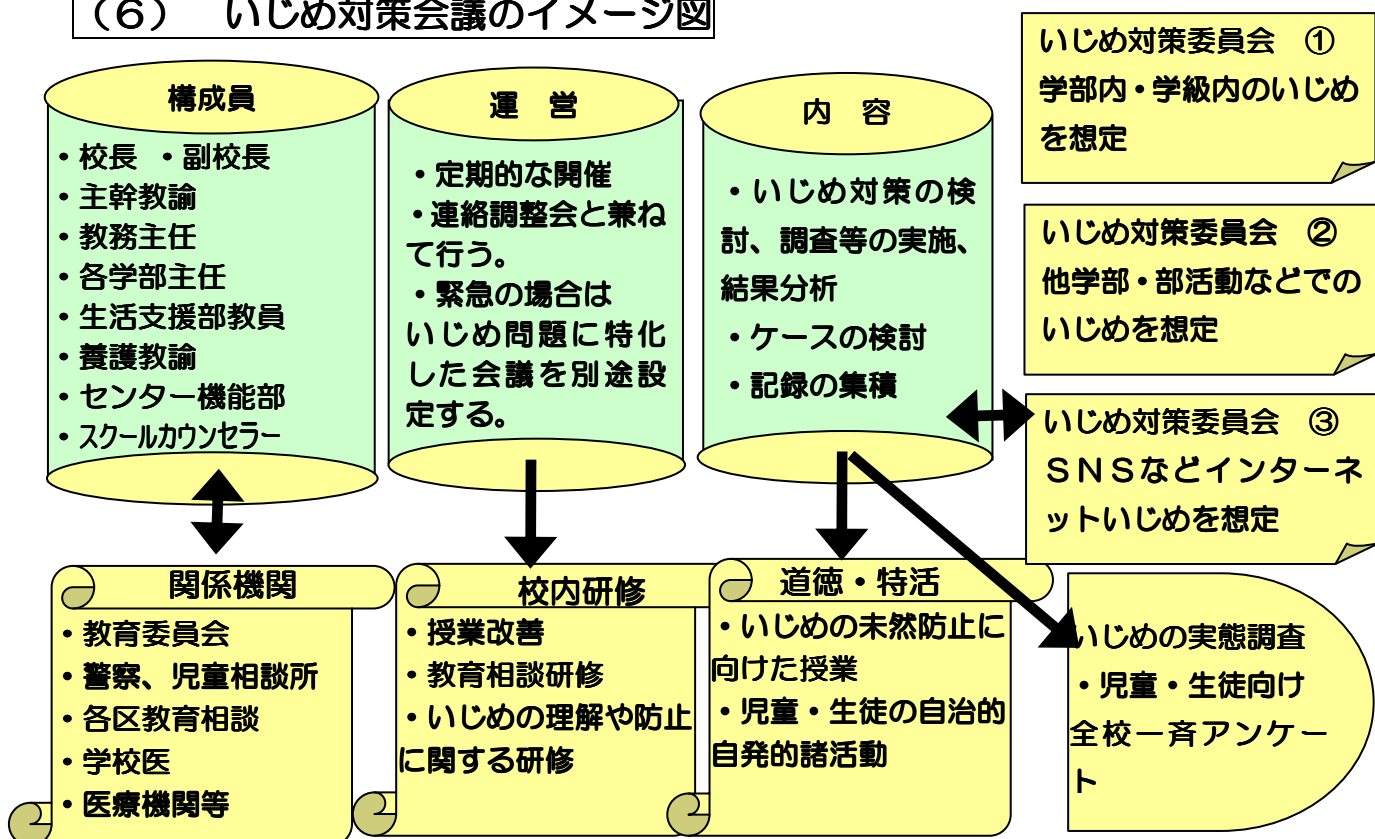 （６）　いじめ対策会議のイメージ図
構成員
・校長 ・副校長
・主幹教諭
・教務主任
・各学部主任
・生活支援部教員
・養護教諭
・センター機能部
・スクールカウンセラー
運　営
・定期的な開催
・連絡調整会と兼ね
て行う。
・緊急の場合は
いじめ問題に特化
した会議を別途設
定する。
内　容
・いじめ対策の検
討、調査等の実施、
結果分析
・ケースの検討
・記録の集積
いじめ対策委員会　①
学部内・学級内のいじめ
を想定
いじめ対策委員会　②
他学部・部活動などでの
いじめを想定
いじめ対策委員会　③
ＳＮＳなどインターネ
ットいじめを想定
関係機関
・教育委員会
・警察、児童相談所
・各区教育相談
・学校医
・医療機関等
校内研修
・授業改善
・教育相談研修
・いじめの理解や防止
に関する研修
道徳・特活
・いじめの未然防止に
向けた授業
・児童・生徒の自治的
自発的諸活動
いじめの実態調査
・児童・生徒向け
全校一斉アンケー
ト